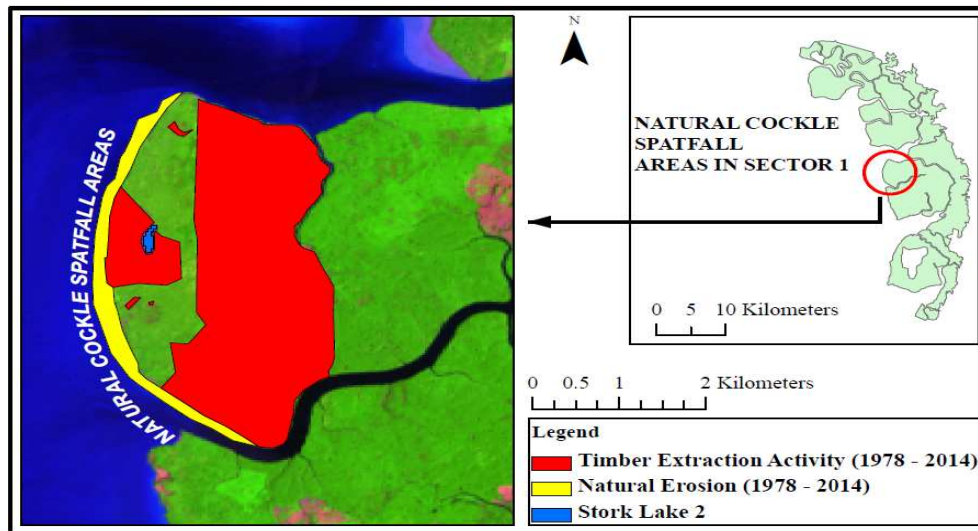 NATURAL COCKLE SPATFALL AREAS
N
NATURAL COCKLE
SPATFALL
AREAS IN SECTOR 1
0 5 10 Kilometers
0 0.5 1 2 Kilometers
Legend
Timber Extraction Activity (1978 - 2014)
Natural Erosion (1978 - 2014)
Stork Lake 2